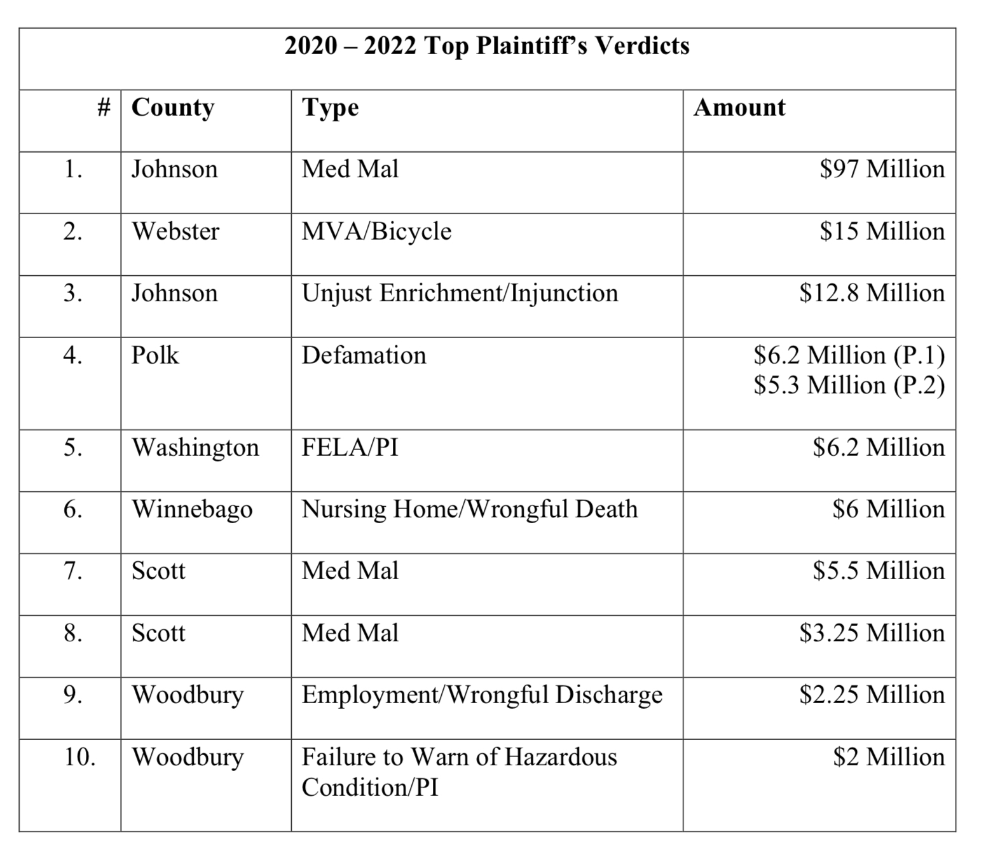 2020 – 2022 Top Plaintiff’s Verdicts
# County Type Amount
1. Johnson Med Mal $97 Million
2. Webster MVA/Bicycle $15 Million
3. Johnson Unjust Enrichment/Injunction $12.8 Million
4. Polk Defamation $6.2 Million (P.1)
$5.3 Million (P.2)
5. Washington FELA/PI $6.2 Million
6. Winnebago Nursing Home/Wrongful Death $6 Million
7. Scott Med Mal $5.5 Million
8. Scott Med Mal $3.25 Million
9. Woodbury Employment/Wrongful Discharge $2.25 Million
10. Woodbury Failure to Warn of Hazardous $2 Million
Condition/PI